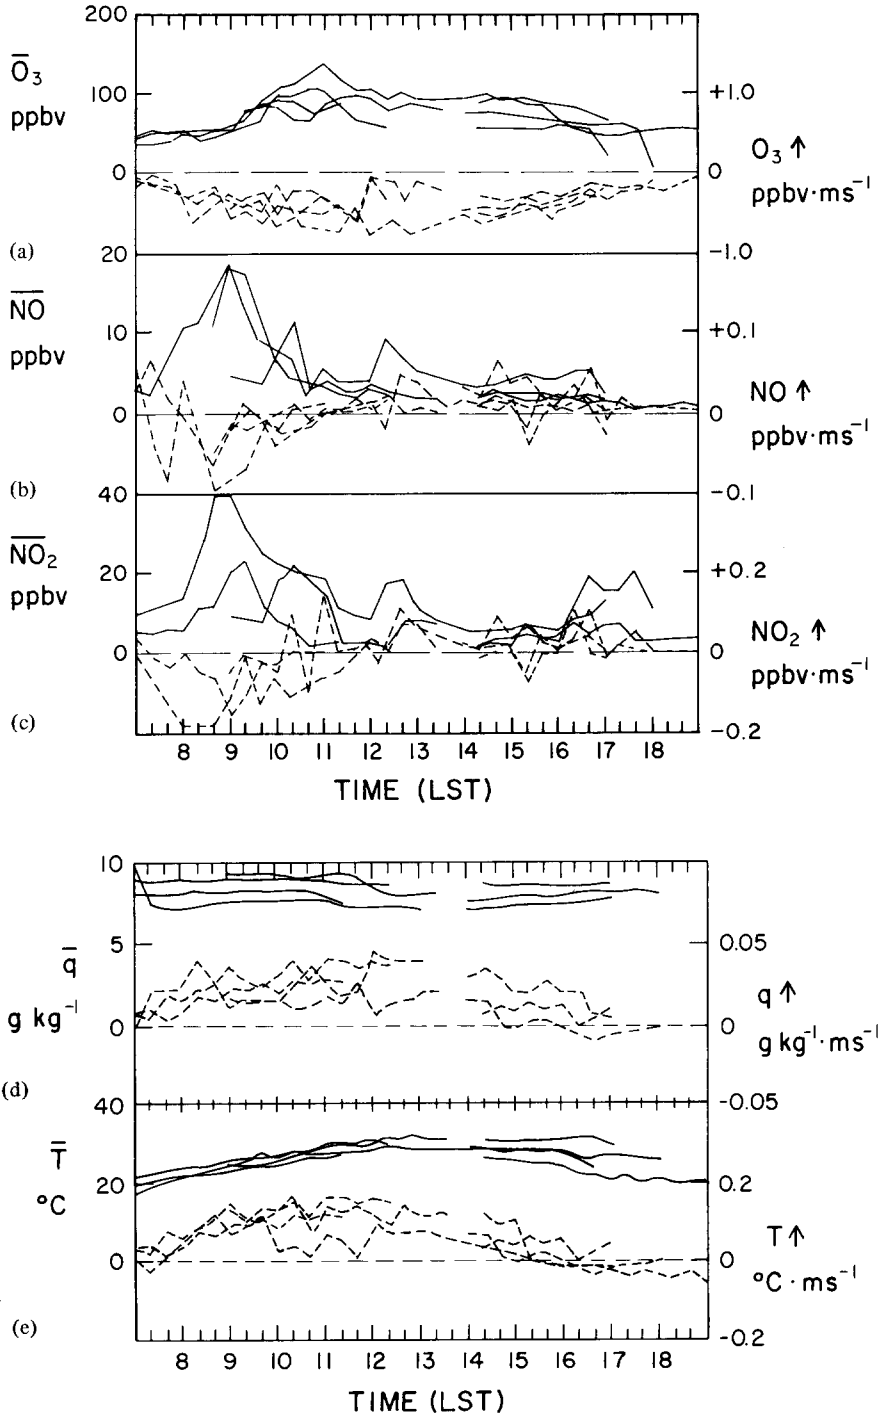 200
O̅₃
100
+1.0
ppbv
O₃↑
0
0
ppbv·ms⁻¹
(a)
20
-1.0
N̅O̅
10
+0.1
ppbv
NO↑
0
0
ppbv·ms⁻¹
(b)
40
-0.1
N̅O̅₂
20
+0.2
ppbv
10
NO₂↑
0
0
ppbv·ms⁻¹
(c)
-0.2
8 9 10 11 12 13 14 15 16 17 18
TIME (LST)
10
5
0.05
q̅
q↑
g kg⁻¹
0
0
g kg⁻¹·ms⁻¹
(d)
-0.05
40
T̅
20
0.2
°C
T↑
0
0
°C·ms⁻¹
(e)
-0.2
8 9 10 11 12 13 14 15 16 17 18
TIME (LST)